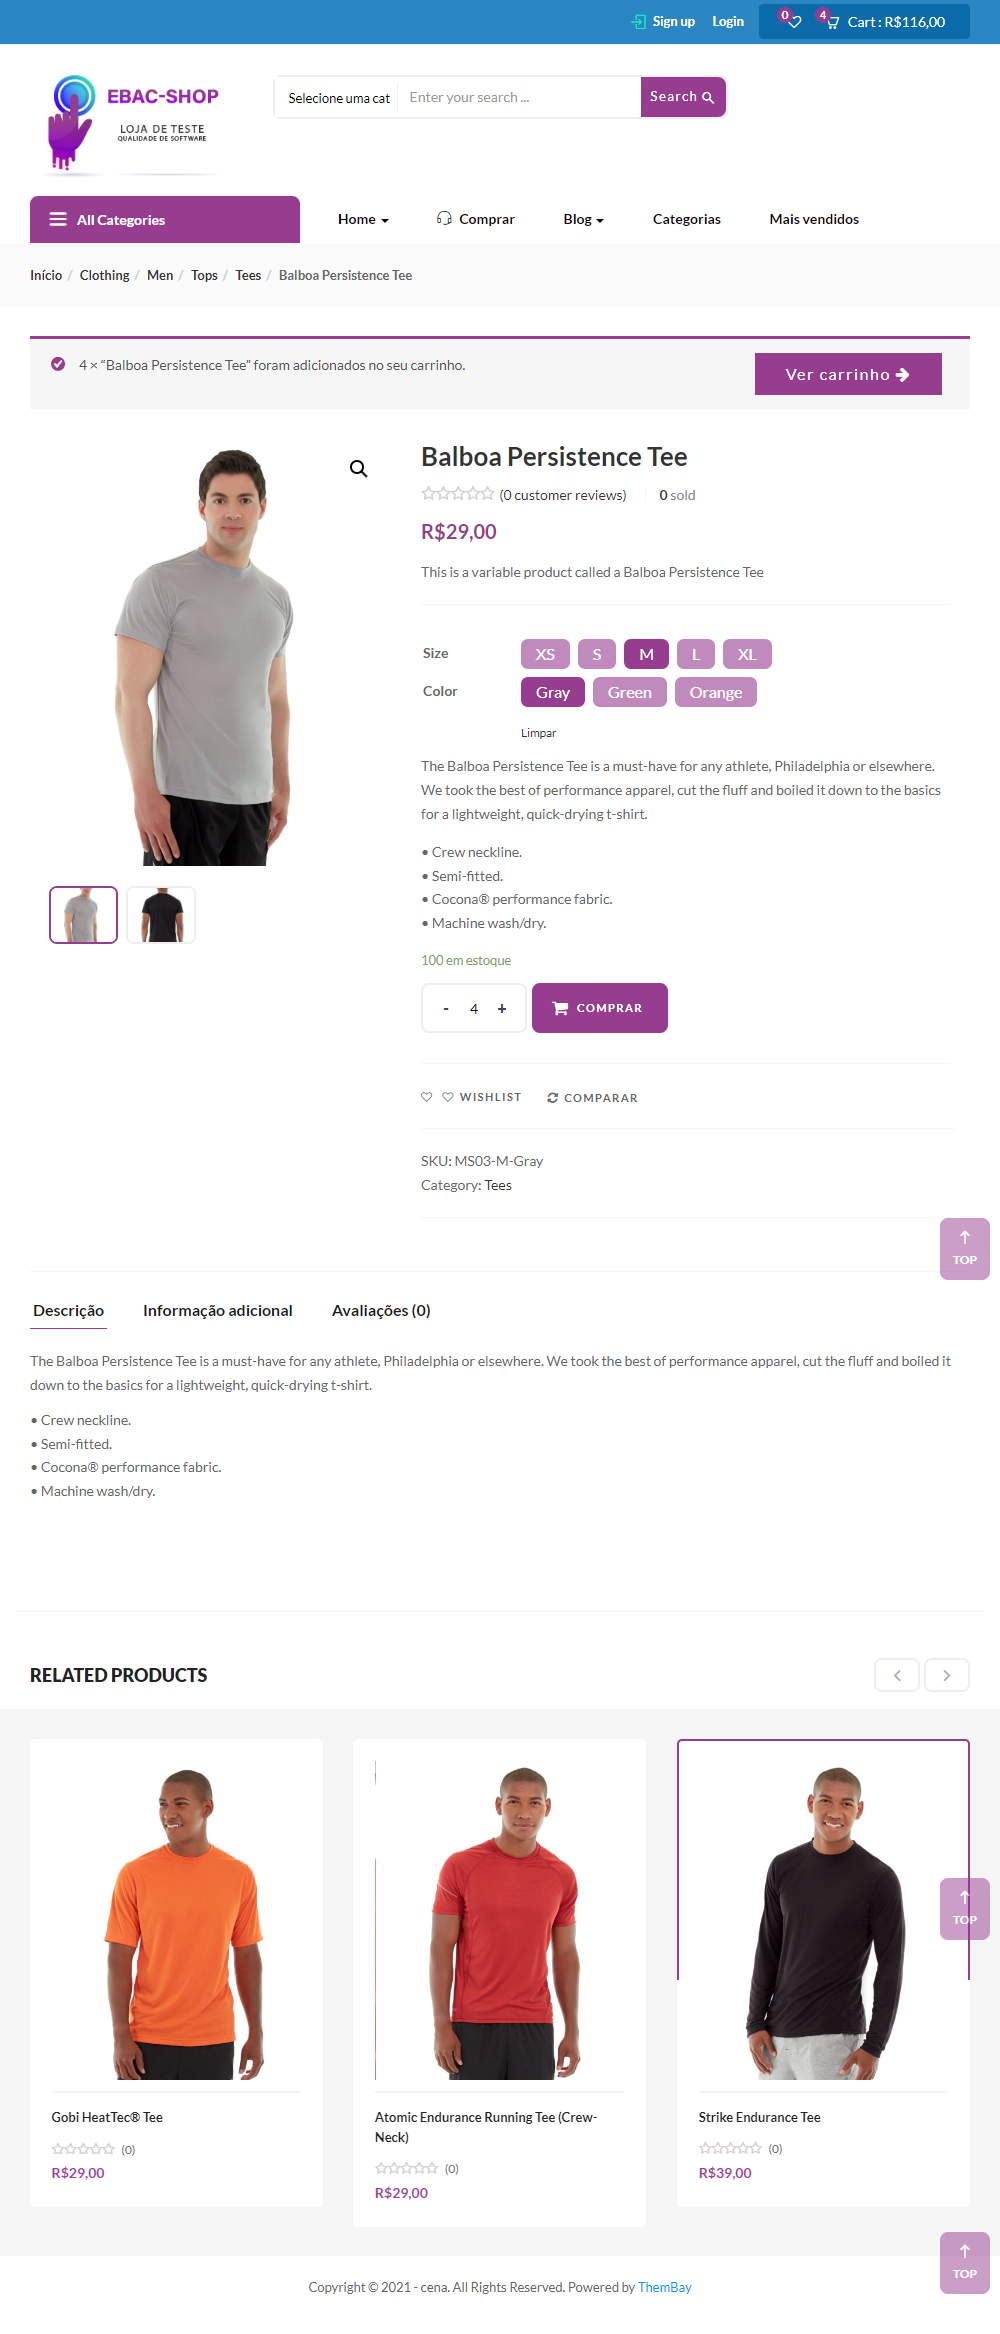 Sign up Login 0 4 Cart : R$116,00
EBAC-SHOP
LOJA DE TESTE
QUALIDADE DE SOFTWARE
Selecione uma cat Enter your search ... Search
All Categories Home Comprar Blog Categorias Mais vendidos
Início / Clothing / Men / Tops / Tees / Balboa Persistence Tee
4 × “Balboa Persistence Tee” foram adicionados no seu carrinho. Ver carrinho
Balboa Persistence Tee
(0 customer reviews) 0 sold
R$29,00
This is a variable product called a Balboa Persistence Tee
Size XS S M L XL
Color Gray Green Orange
Limpar
The Balboa Persistence Tee is a must-have for any athlete, Philadelphia or elsewhere.
We took the best of performance apparel, cut the fluff and boiled it down to the basics
for a lightweight, quick-drying t-shirt.
• Crew neckline.
• Semi-fitted.
• Cocona® performance fabric.
• Machine wash/dry.
100 em estoque
- 4 + COMPRAR
WISHLIST COMPARAR
SKU: MS03-M-Gray
Category: Tees
TOP
Descrição Informação adicional Avaliações (0)
The Balboa Persistence Tee is a must-have for any athlete, Philadelphia or elsewhere. We took the best of performance apparel, cut the fluff and boiled it
down to the basics for a lightweight, quick-drying t-shirt.
• Crew neckline.
• Semi-fitted.
• Cocona® performance fabric.
• Machine wash/dry.
RELATED PRODUCTS
TOP
Gobi HeatTec® Tee
(0)
R$29,00
Atomic Endurance Running Tee (Crew-
Neck)
(0)
R$29,00
Strike Endurance Tee
(0)
R$39,00
TOP
Copyright © 2021 - cena. All Rights Reserved. Powered by ThemBay